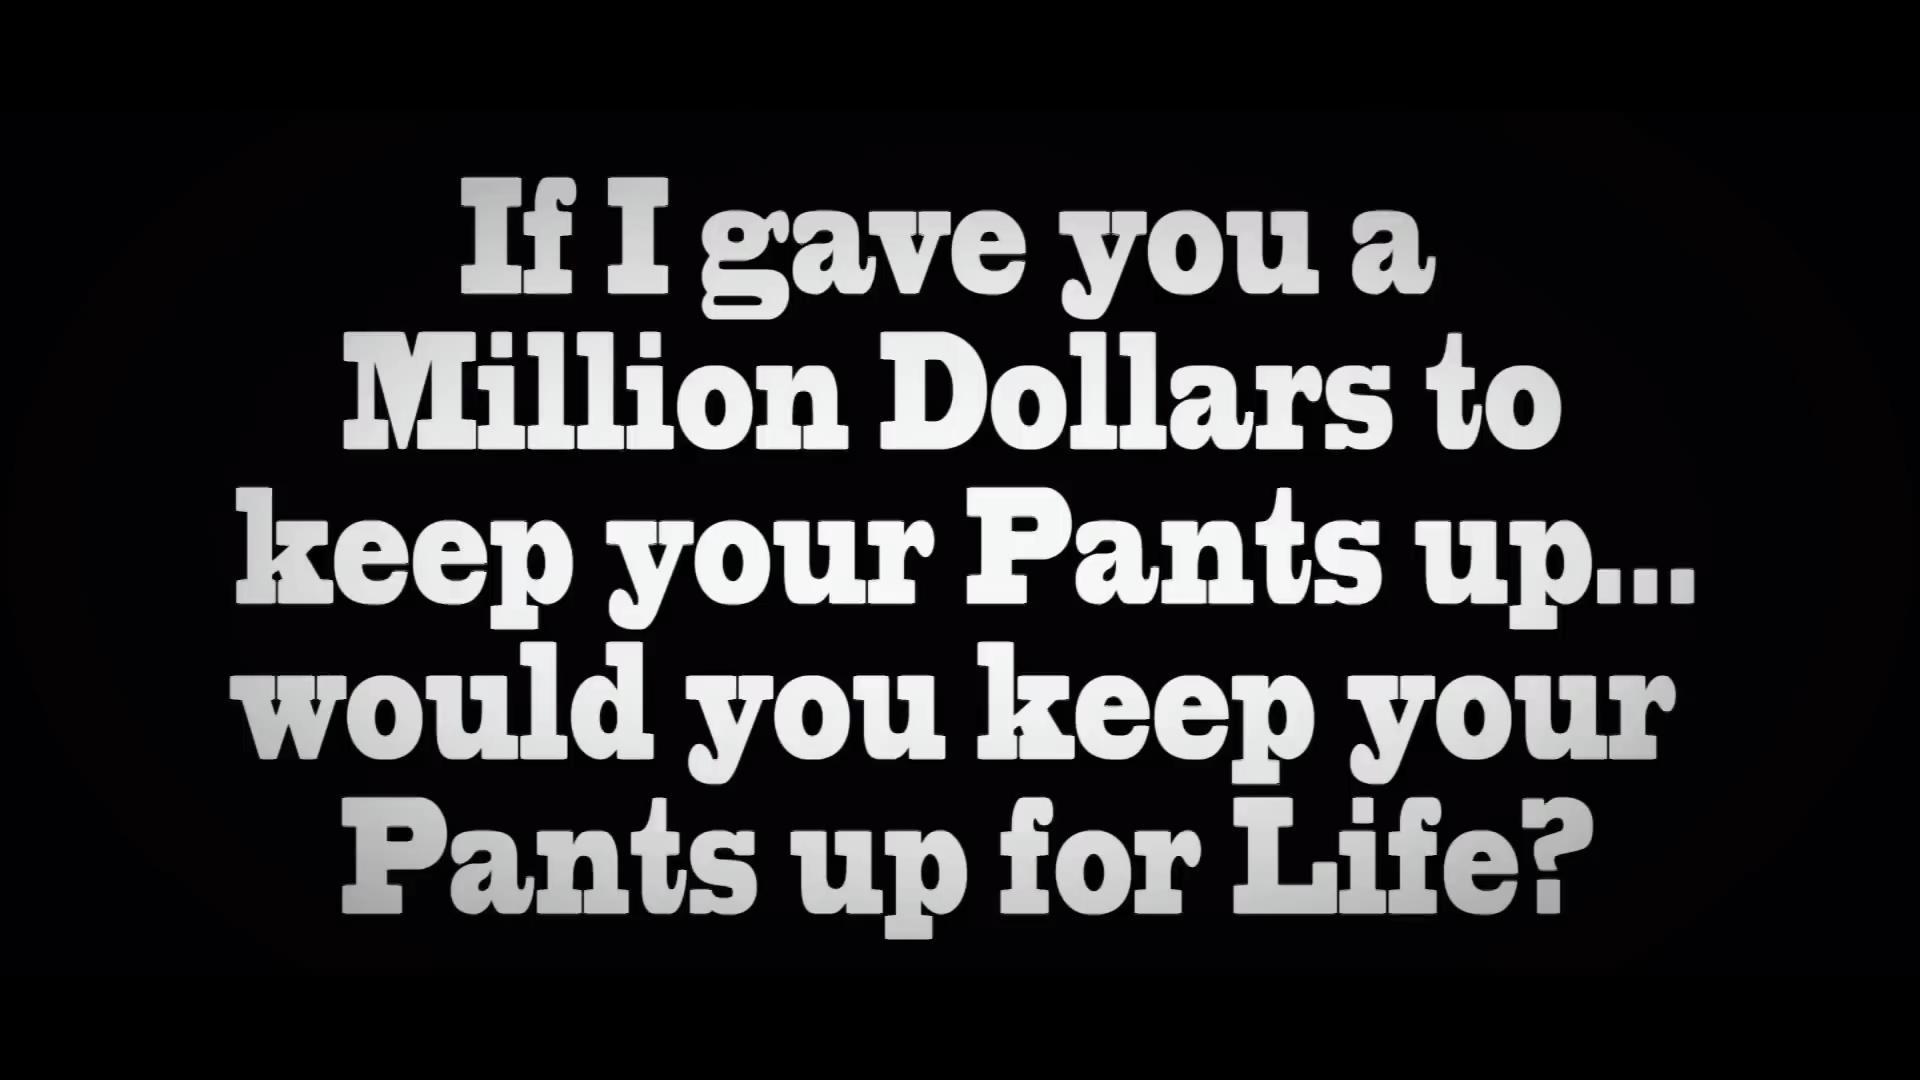 If I gave you a
Million Dollars to
keep your Pants up...
would you keep your
Pants up for Life?